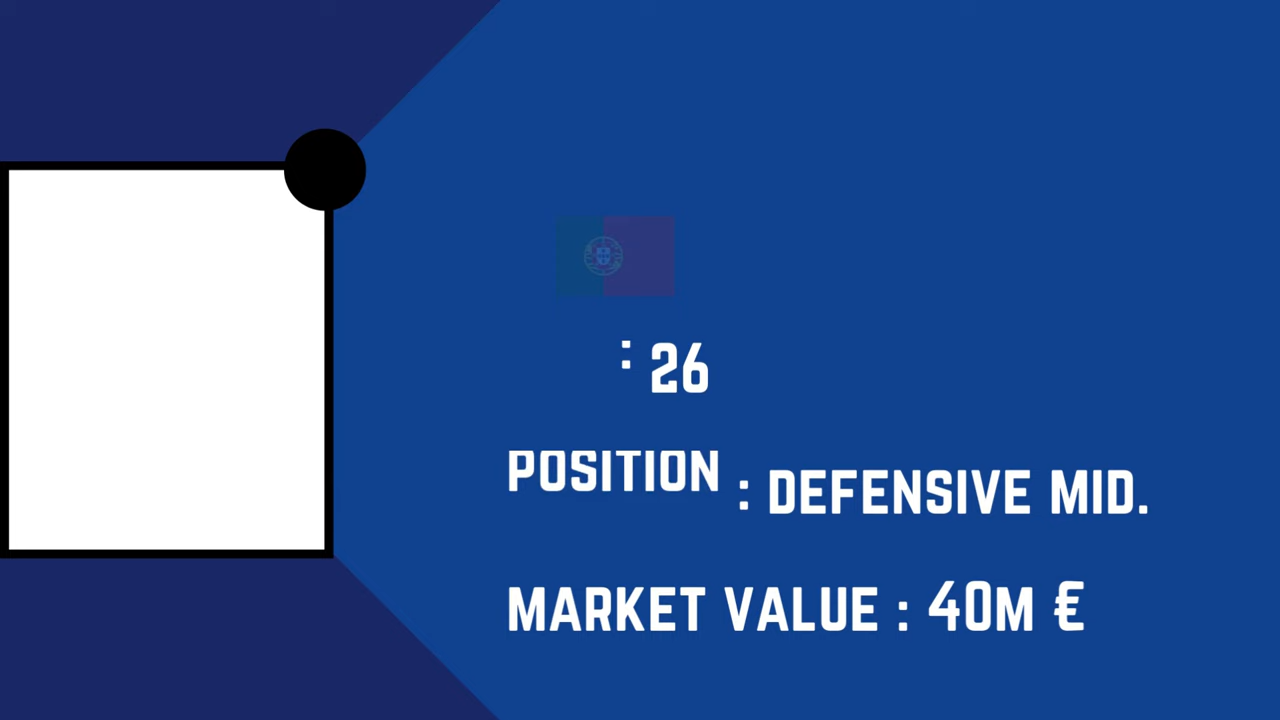 : 26
POSITION : DEFENSIVE MID.
MARKET VALUE : 40M €